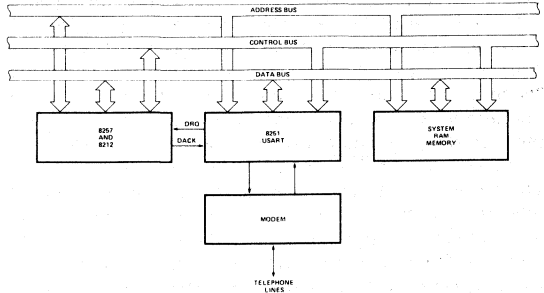 ADDRESS BUS
CONTROL BUS
DATA BUS
8257
AND
8212
DRQ
DACK
8251
USART
SYSTEM
RAM
MEMORY
MODEM
TELEPHONE
LINES